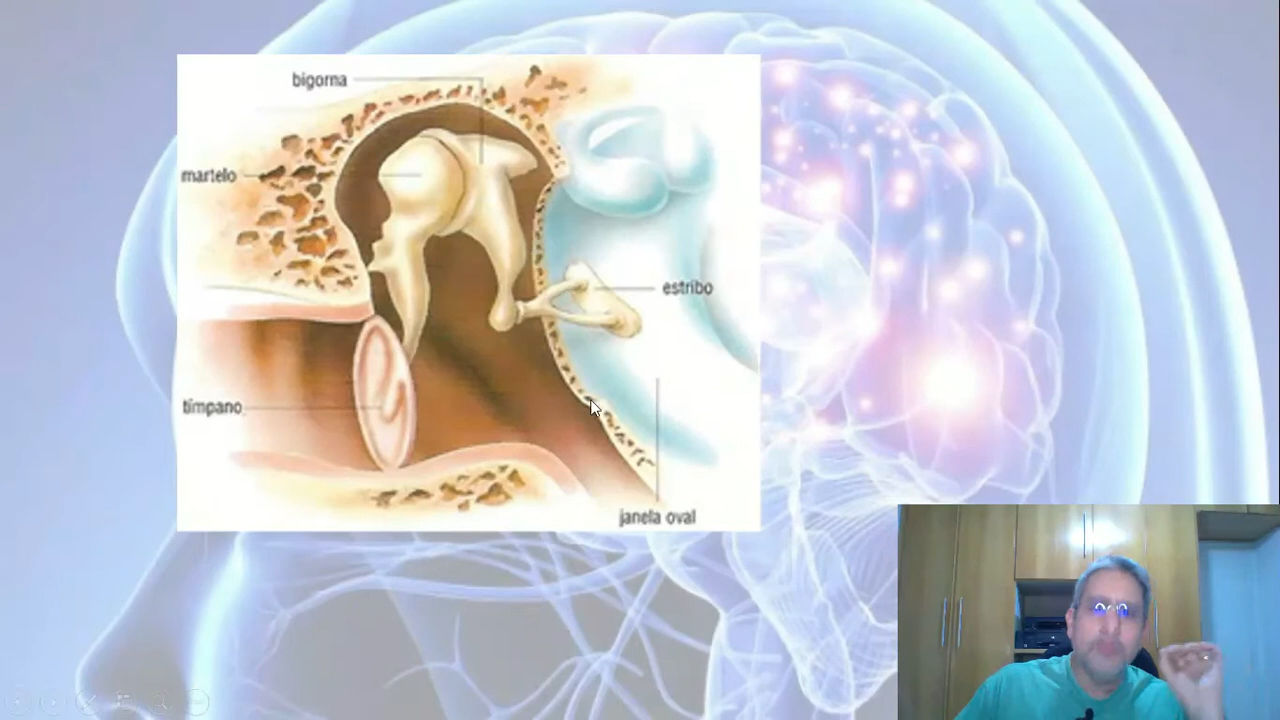 bigorna
martelo
estribo
tímpano
janela oval